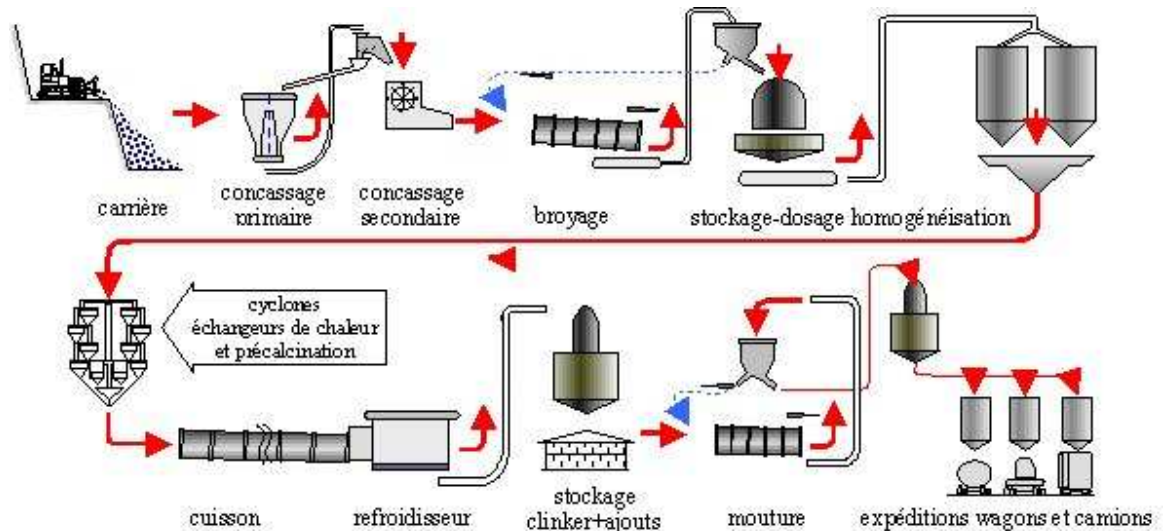 carrière
concassage
primaire
concassage
secondaire
broyage
stockage-dosage homogénéisation
cyclones
échangeurs de chaleur
et précalcination
cuisson
refroidisseur
stockage
clinker+ajouts
mouture
expéditions wagons et camions